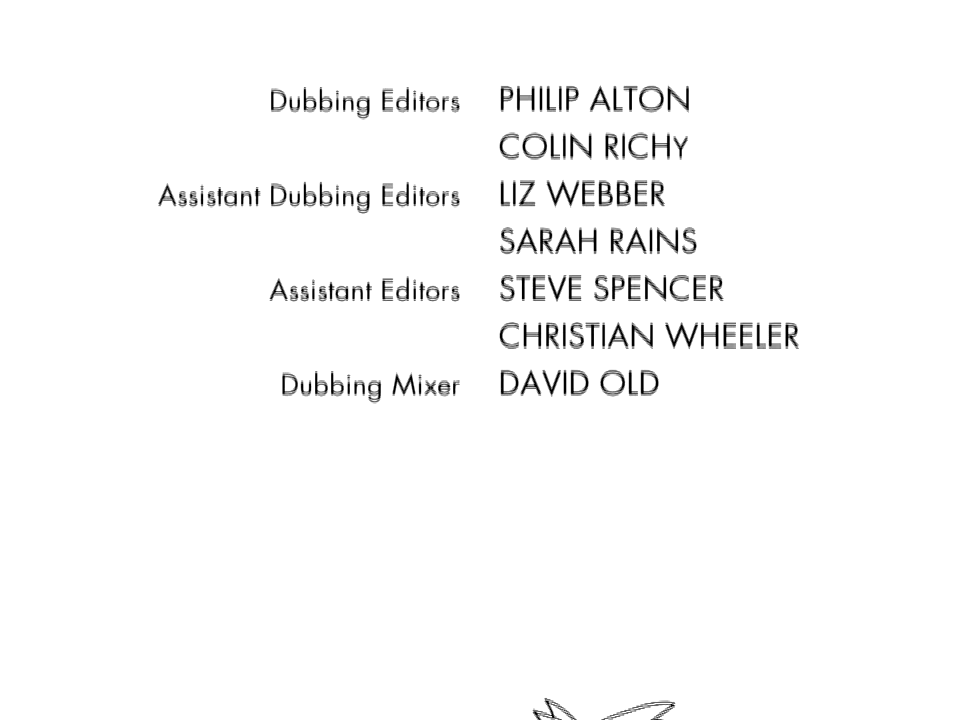 Dubbing Editors PHILIP ALTON
COLIN RICHY
Assistant Dubbing Editors LIZ WEBBER
SARAH RAINS
Assistant Editors STEVE SPENCER
CHRISTIAN WHEELER
Dubbing Mixer DAVID OLD